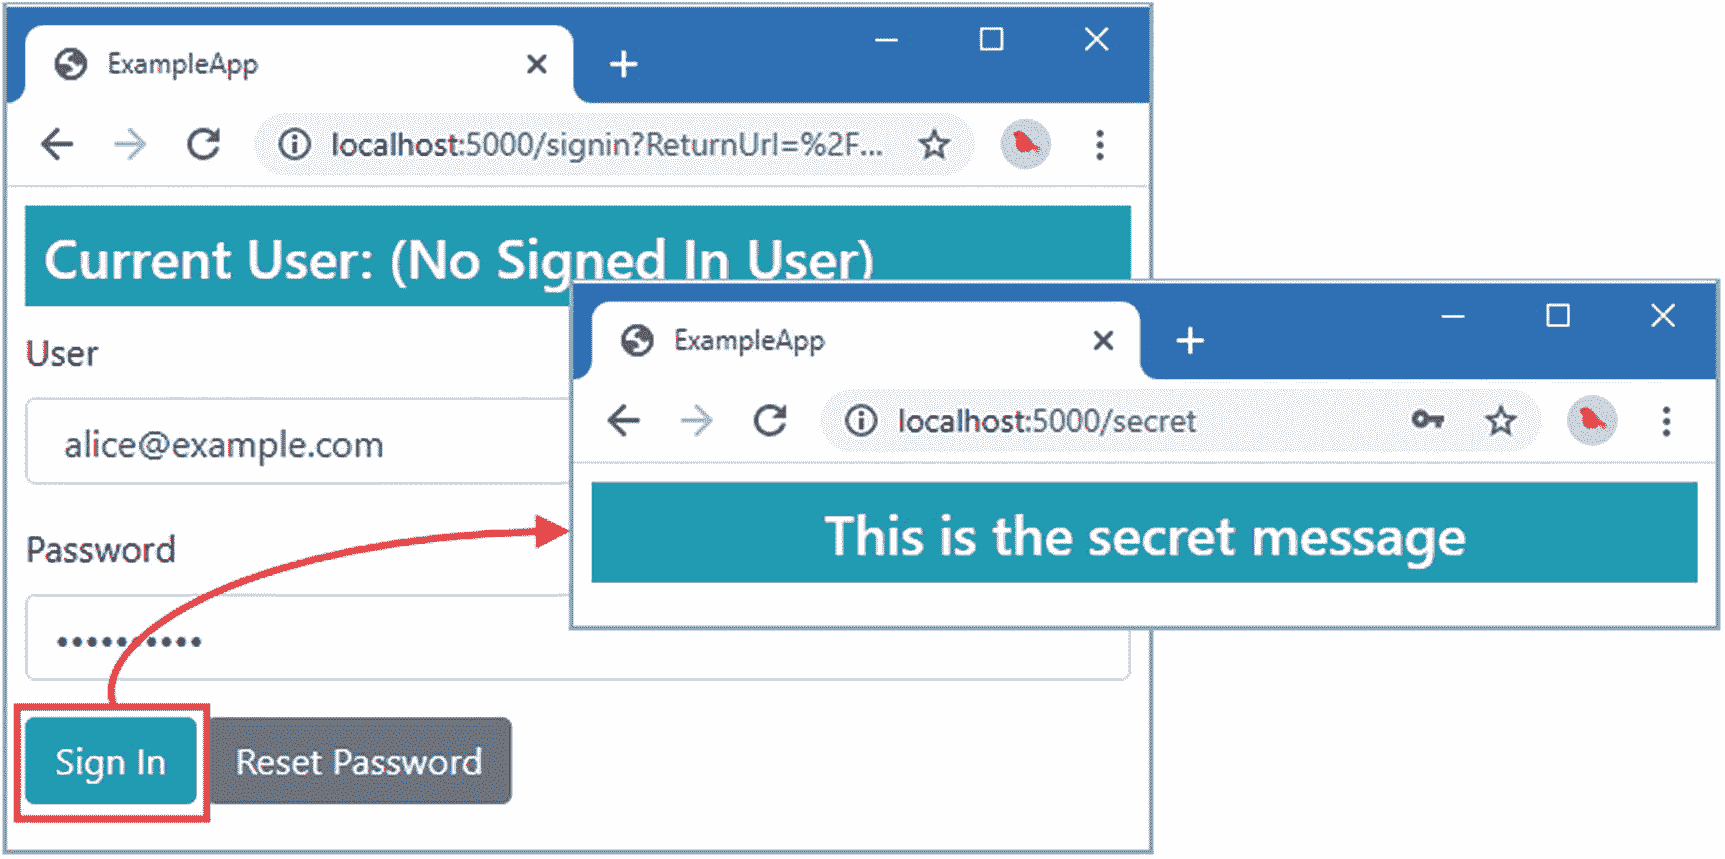 ExampleApp
localhost:5000/signin?ReturnUrl=%2F...
Current User: (No Signed In User)
User
alice@example.com
Password
••••••••••
Sign In
Reset Password
ExampleApp
localhost:5000/secret
This is the secret message